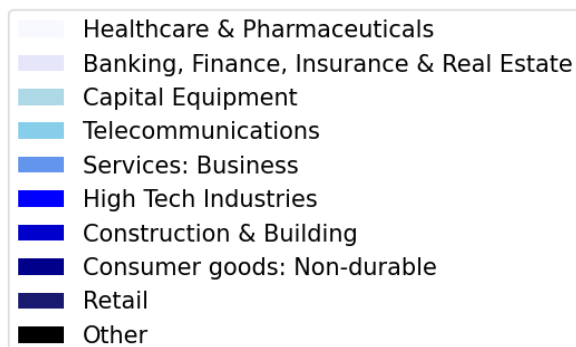 Healthcare & Pharmaceuticals
Banking, Finance, Insurance & Real Estate
Capital Equipment
Telecommunications
Services: Business
High Tech Industries
Construction & Building
Consumer goods: Non-durable
Retail
Other